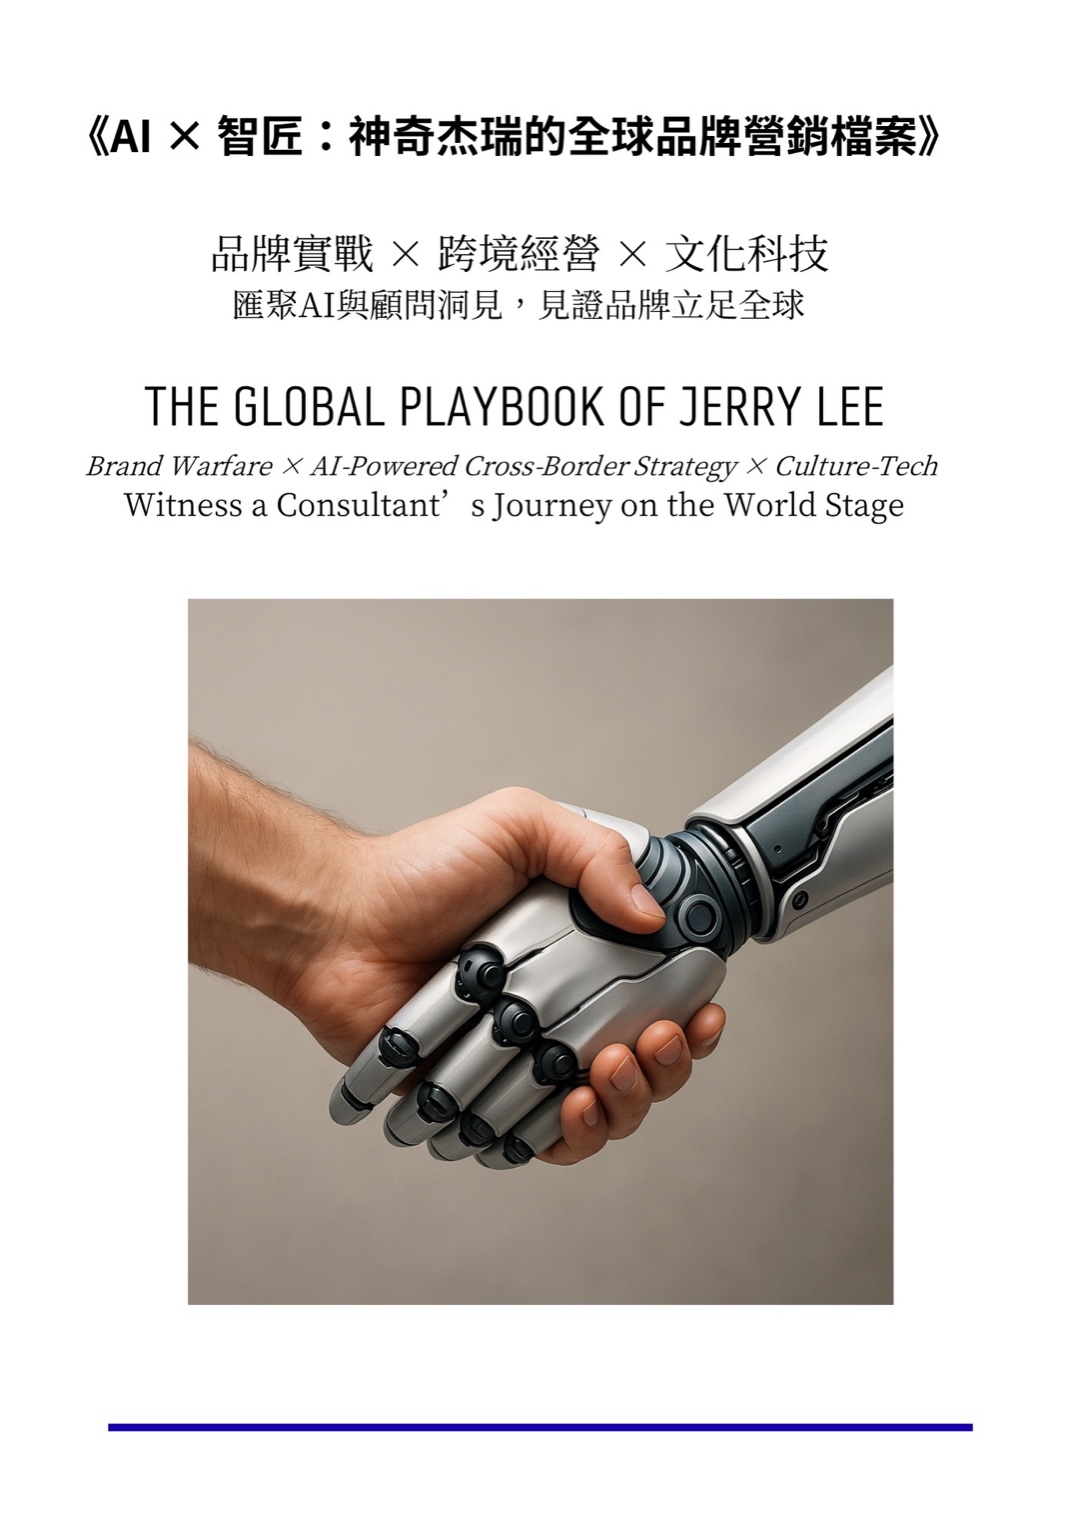 《AI × 智匠：神奇杰瑞的全球品牌營銷檔案》
品牌實戰 × 跨境經營 × 文化科技
匯聚AI與顧問洞見，見證品牌立足全球
THE GLOBAL PLAYBOOK OF JERRY LEE
Brand Warfare × AI-Powered Cross-Border Strategy × Culture-Tech
Witness a Consultant’s Journey on the World Stage